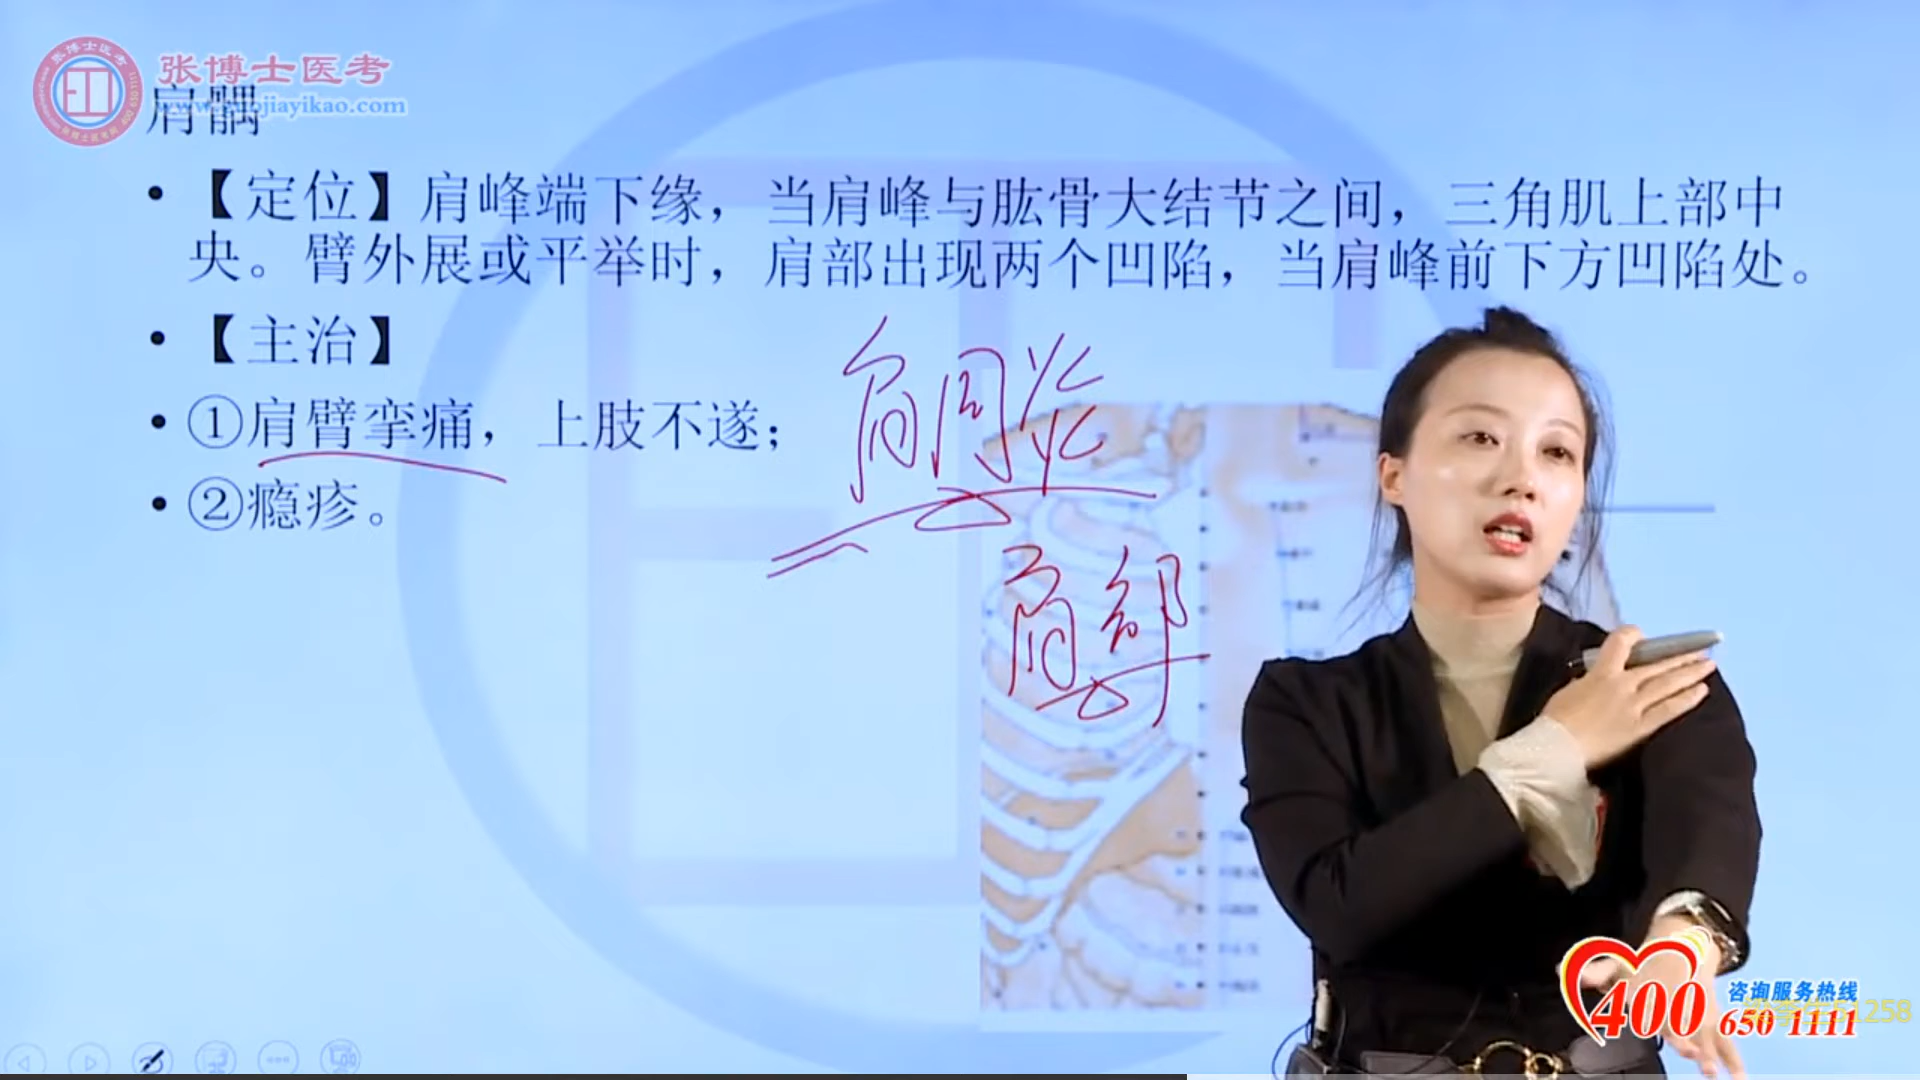 张博士医考
肩髃
【定位】肩峰端下缘，当肩峰与肱骨大结节之间，三角肌上部中
央。臂外展或平举时，肩部出现两个凹陷，当肩峰前下方凹陷处。
【主治】
①肩臂挛痛，上肢不遂；
②瘾疹。
肩周炎
肩部
咨询服务热线
400 650 1111